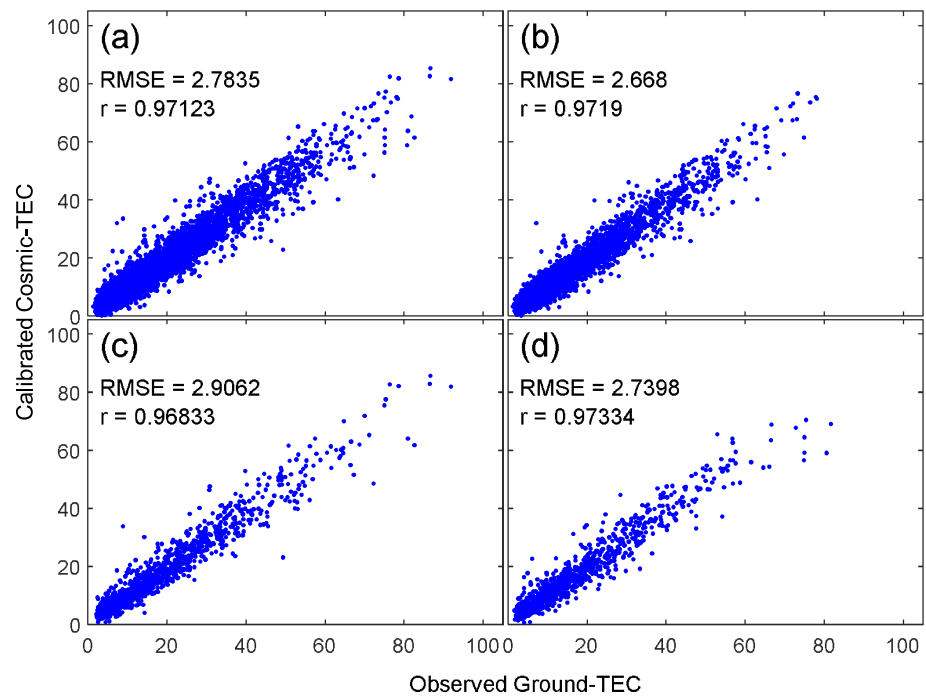 (a)
RMSE = 2.7835
r = 0.97123
(b)
RMSE = 2.668
r = 0.9719
100
80
60
40
20
0
(c)
RMSE = 2.9062
r = 0.96833
(d)
RMSE = 2.7398
r = 0.97334
100
80
60
40
20
0
0 20 40 60 80 100 0 20 40 60 80 100
Calibrated Cosmic-TEC
Observed Ground-TEC